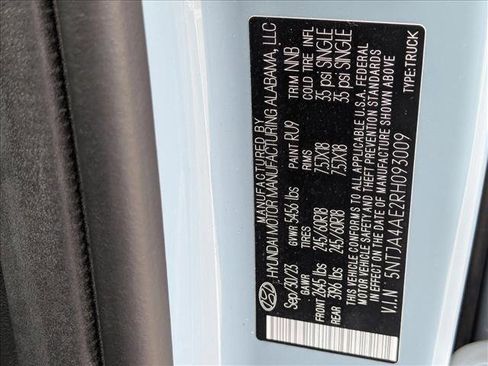 MANUFACTURED BY
HYUNDAI MOTOR MANUFACTURING ALABAMA, LLC
Sep/30/23 GVWR 5456 lbs PAINT RU9 TRIM NNB
GAWR TIRES RIMS COLD TIRE INFL
FRONT 2645 lbs 245/60R18 7.5JX18 35 psi SINGLE
REAR 3196 lbs 245/60R18 7.5JX18 35 psi SINGLE
THIS VEHICLE CONFORMS TO ALL APPLICABLE U.S.A. FEDERAL
MOTOR VEHICLE SAFETY AND THEFT PREVENTION STANDARDS
IN EFFECT ON THE DATE OF MANUFACTURE SHOWN ABOVE
V.I.N 5NTJA4AE2RH093009 TYPE:TRUCK